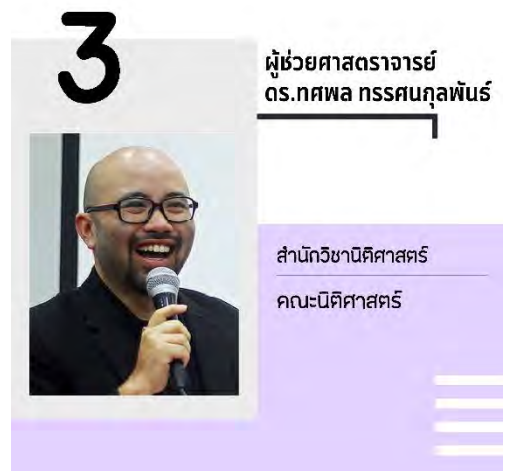 3
ผู้ช่วยศาสตราจารย์
ดร.ทศพล ทรรศนกุลพันธ์
สำนักวิชานิติศาสตร์
คณะนิติศาสตร์